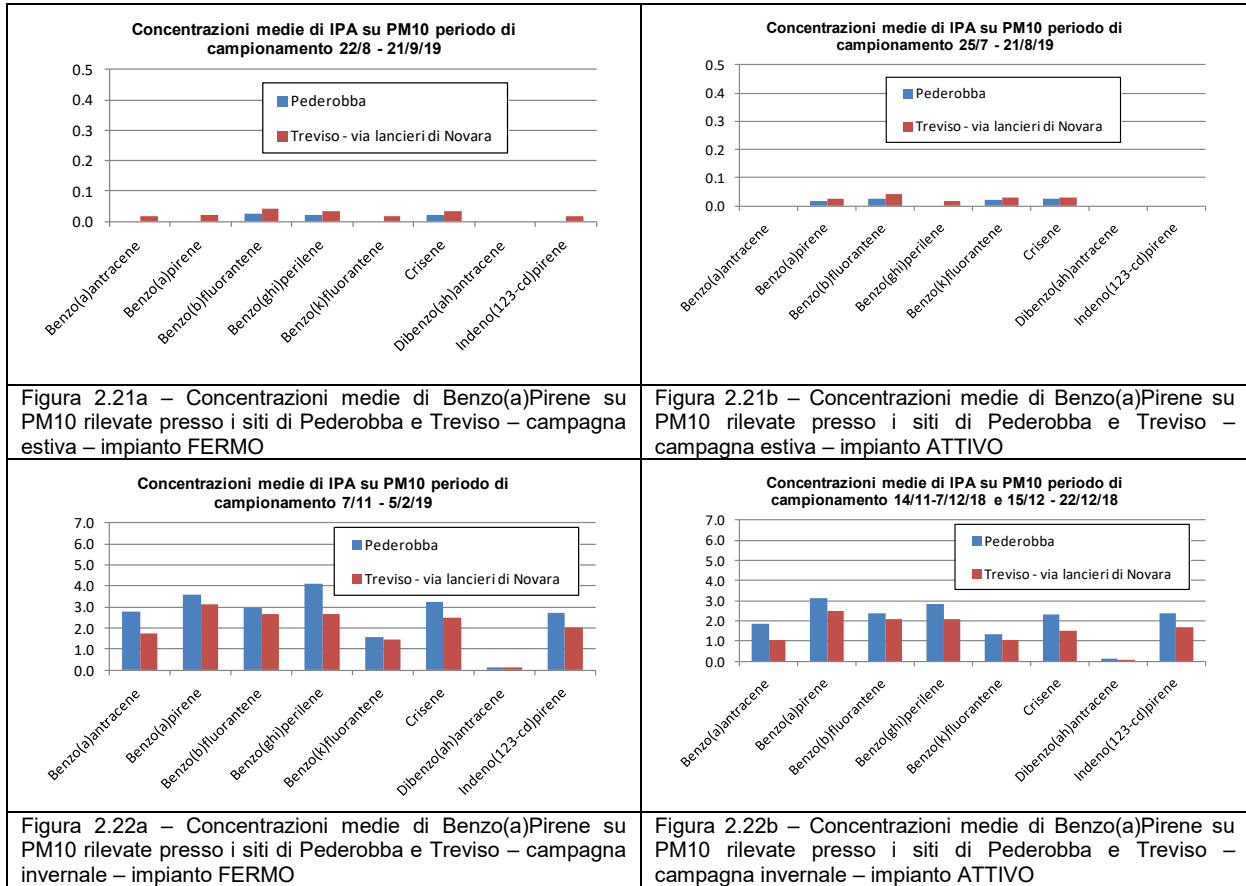 Concentrazioni medie di IPA su PM10 periodo di
campionamento 22/8 - 21/9/19
0.5
0.4
0.3
0.2
0.1
0.0
Pederobba
Treviso - via lancieri di Novara
Benzo(a)antracene
Benzo(a)pirene
Benzo(b)fluorantene
Benzo(ghi)perilene
Benzo(k)fluorantene
Crisene
Dibenzo(ah)antracene
Indeno(123-cd)pirene
Figura 2.21a – Concentrazioni medie di Benzo(a)Pirene su
PM10 rilevate presso i siti di Pederobba e Treviso – campagna
estiva – impianto FERMO
Concentrazioni medie di IPA su PM10 periodo di
campionamento 25/7 - 21/8/19
0.5
0.4
0.3
0.2
0.1
0.0
Pederobba
Treviso - via lancieri di Novara
Benzo(a)antracene
Benzo(a)pirene
Benzo(b)fluorantene
Benzo(ghi)perilene
Benzo(k)fluorantene
Crisene
Dibenzo(ah)antracene
Indeno(123-cd)pirene
Figura 2.21b – Concentrazioni medie di Benzo(a)Pirene su
PM10 rilevate presso i siti di Pederobba e Treviso –
campagna estiva – impianto ATTIVO
Concentrazioni medie di IPA su PM10 periodo di
campionamento 7/11 - 5/2/19
7.0
6.0
5.0
4.0
3.0
2.0
1.0
0.0
Pederobba
Treviso - via lancieri di Novara
Benzo(a)antracene
Benzo(a)pirene
Benzo(b)fluorantene
Benzo(ghi)perilene
Benzo(k)fluorantene
Crisene
Dibenzo(ah)antracene
Indeno(123-cd)pirene
Figura 2.22a – Concentrazioni medie di Benzo(a)Pirene su
PM10 rilevate presso i siti di Pederobba e Treviso – campagna
invernale – impianto FERMO
Concentrazioni medie di IPA su PM10 periodo di
campionamento 14/11-7/12/18 e 15/12 - 22/12/18
7.0
6.0
5.0
4.0
3.0
2.0
1.0
0.0
Pederobba
Treviso - via lancieri di Novara
Benzo(a)antracene
Benzo(a)pirene
Benzo(b)fluorantene
Benzo(ghi)perilene
Benzo(k)fluorantene
Crisene
Dibenzo(ah)antracene
Indeno(123-cd)pirene
Figura 2.22b – Concentrazioni medie di Benzo(a)Pirene su
PM10 rilevate presso i siti di Pederobba e Treviso –
campagna invernale – impianto ATTIVO